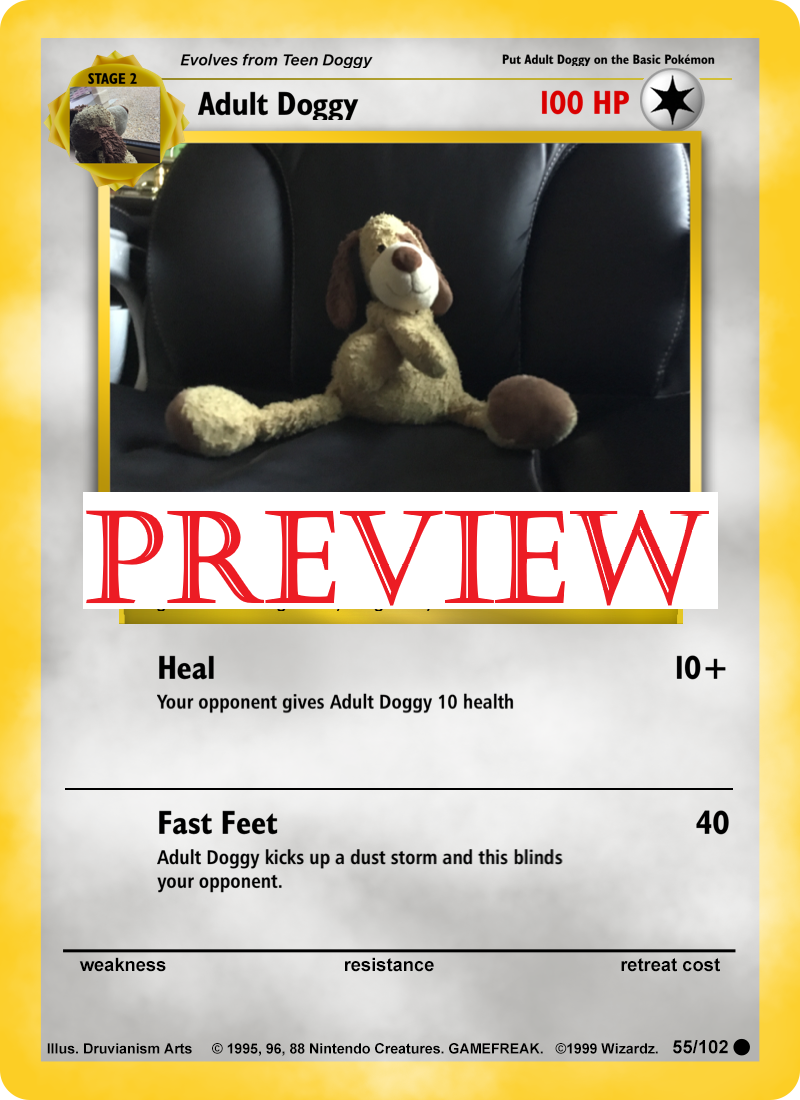 Evolves from Teen Doggy
Put Adult Doggy on the Basic Pokémon
STAGE 2
Adult Doggy
100 HP
PREVIEW
Heal
10+
Your opponent gives Adult Doggy 10 health
Fast Feet
40
Adult Doggy kicks up a dust storm and this blinds
your opponent.
weakness
resistance
retreat cost
Illus. Druvianism Arts
© 1995, 96, 88 Nintendo Creatures. GAMEFREAK.
©1999 Wizardz.
55/102